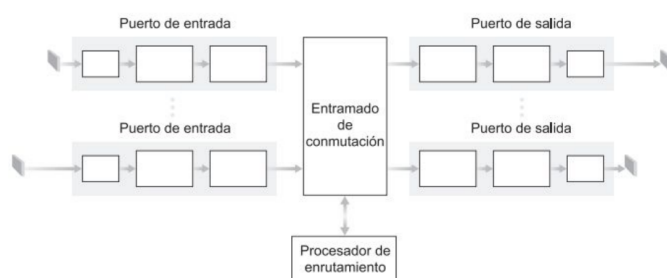 Puerto de entrada
Puerto de salida
Entramado
de
conmutación
Puerto de entrada
Puerto de salida
Procesador de
enrutamiento